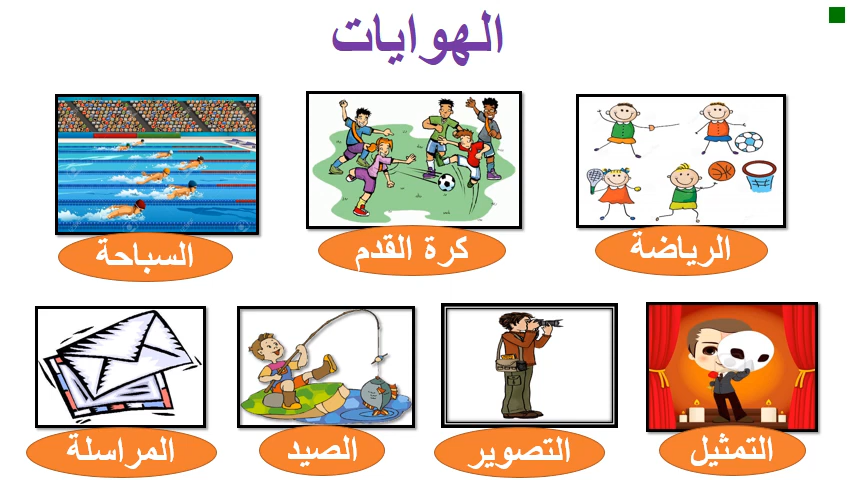 الهوايات
الرياضة
كرة القدم
السباحة
التمثيل
التصوير
الصيد
المراسلة